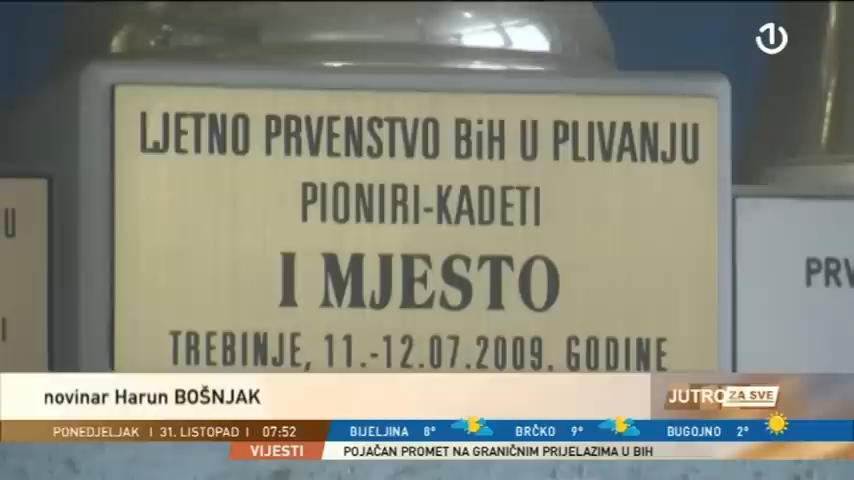 1
LJETNO PRVENSTVO BiH U PLIVANJU
PIONIRI-KADETI
I MJESTO
TREBINJE, 11.-12.07.2009. GODINE
U
I
PRV
novinar Harun BOŠNJAK
JUTRO ZA SVE
PONEDJELJAK | 31. LISTOPAD | 07:52
BIJELJINA 8° BRČKO 9° BUGOJNO 2°
VIJESTI POJAČAN PROMET NA GRANIČNIM PRIJELAZIMA U BIH